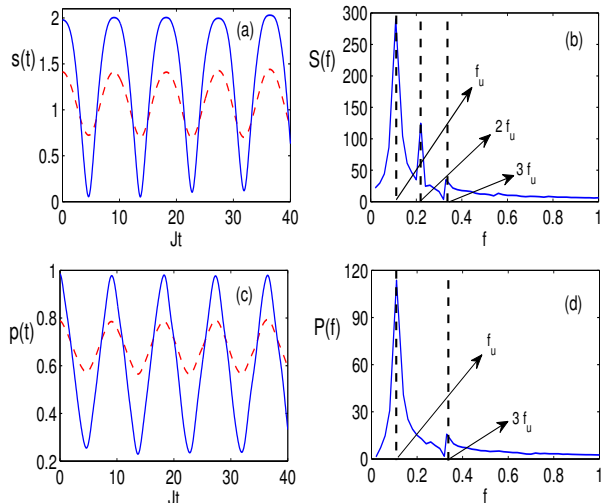 2
1.5
1
0.5
0
s(t)
(a)
0 10 20 30 40
Jt
300
250
200
150
100
50
0
S(f)
(b)
f_u
2 f_u
3 f_u
0 0.2 0.4 0.6 0.8 1
f
1
0.8
0.6
0.4
0.2
p(t)
(c)
0 10 20 30 40
Jt
120
90
60
30
0
P(f)
(d)
f_u
3 f_u
0 0.2 0.4 0.6 0.8 1
f